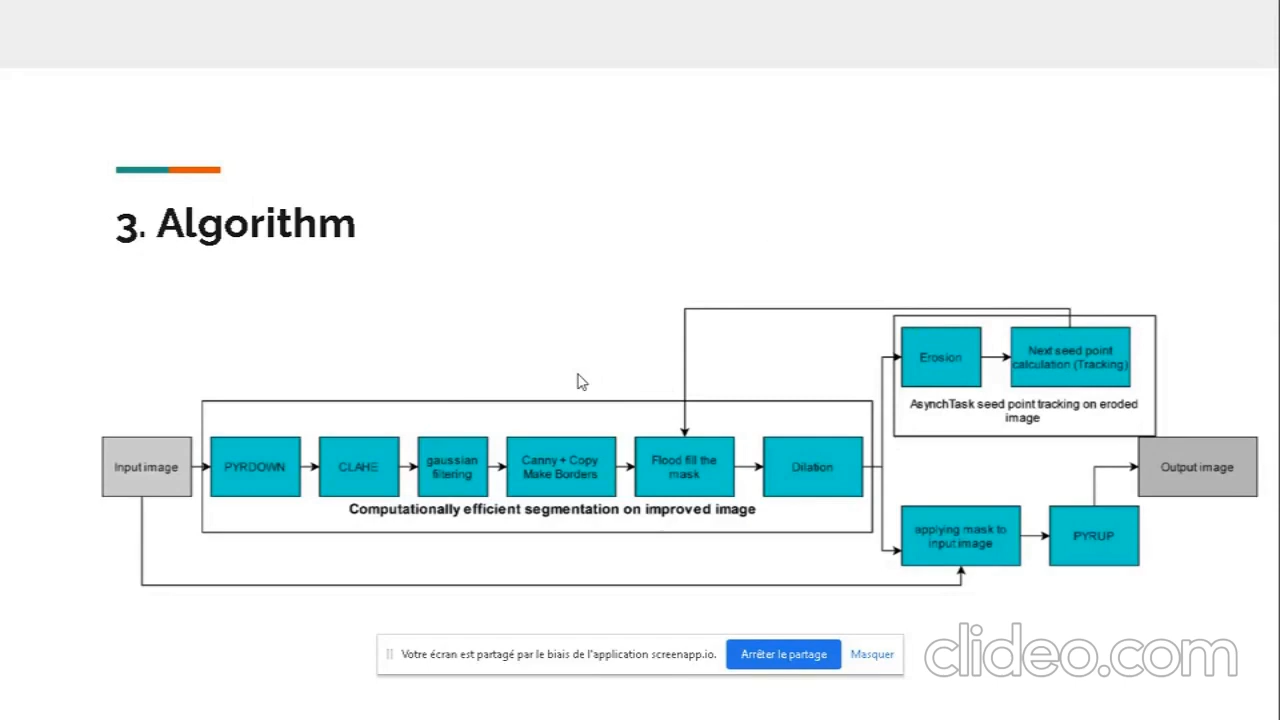 3. Algorithm
Erosion
Next seed point
calculation (Tracking)
AsynchTask seed point tracking on eroded
image
Input image
PYRDOWN
CLAHE
gaussian
filtering
Canny + Copy
Make Borders
Flood fill the
mask
Dilation
Output image
Computationally efficient segmentation on improved image
applying mask to
input image
PYRUP
Votre écran est partagé par le biais de l'application screenapp.io.
Arrêter le partage
Masquer
clideo.com